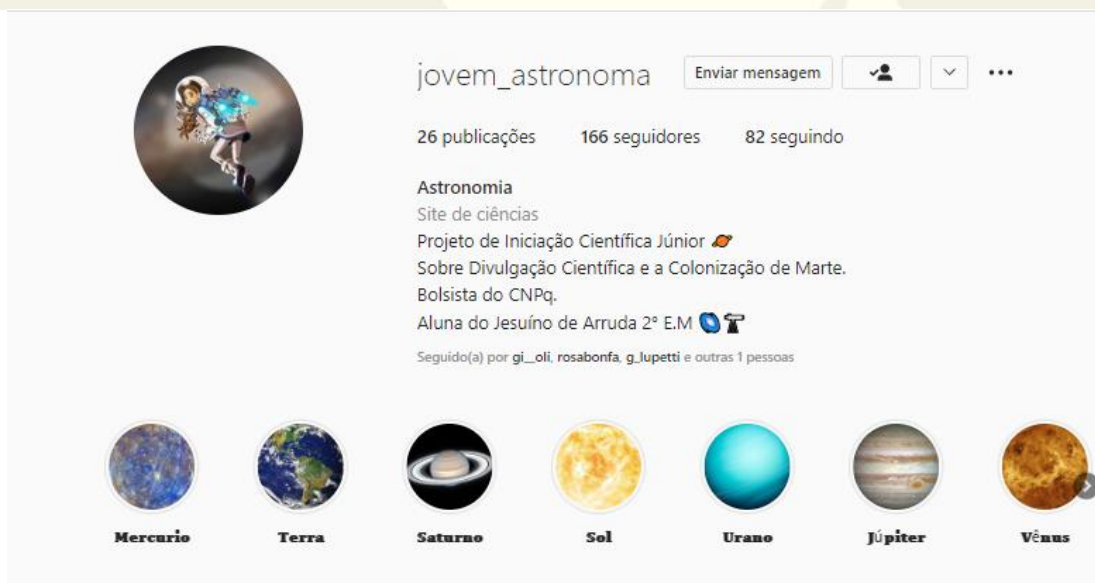 jovem_astronoma Enviar mensagem
26 publicações 166 seguidores 82 seguindo
Astronomia
Site de ciências
Projeto de Iniciação Científica Júnior
Sobre Divulgação Científica e a Colonização de Marte.
Bolsista do CNPq.
Aluna do Jesuíno de Arruda 2° E.M
Seguido(a) por gi__oli, rosabonfa, g_lupetti e outras 1 pessoas
Mercurio Terra Saturno Sol Urano Júpiter Vênus